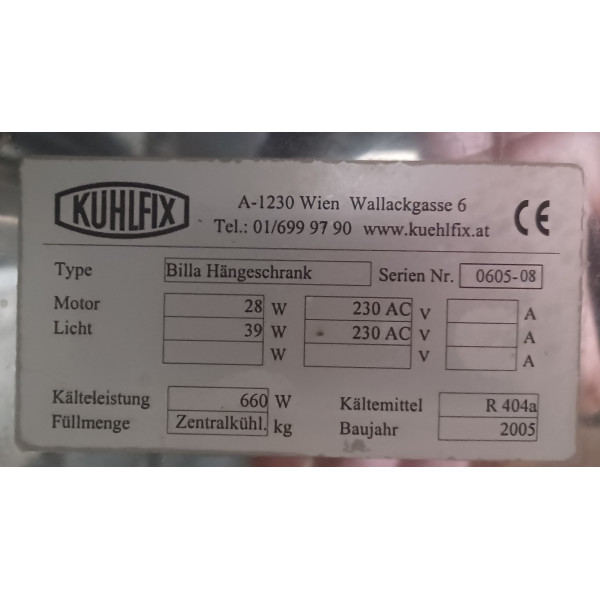 KUHLFIX
A-1230 Wien Wallackgasse 6
Tel.: 01/699 97 90 www.kuehlfix.at
CE
Type Billa Hängeschrank Serien Nr. 0605-08
Motor 28 W 230 AC V A
Licht 39 W 230 AC V A
W V A
Kälteleistung 660 W Kältemittel R 404a
Füllmenge Zentralkühl. kg Baujahr 2005